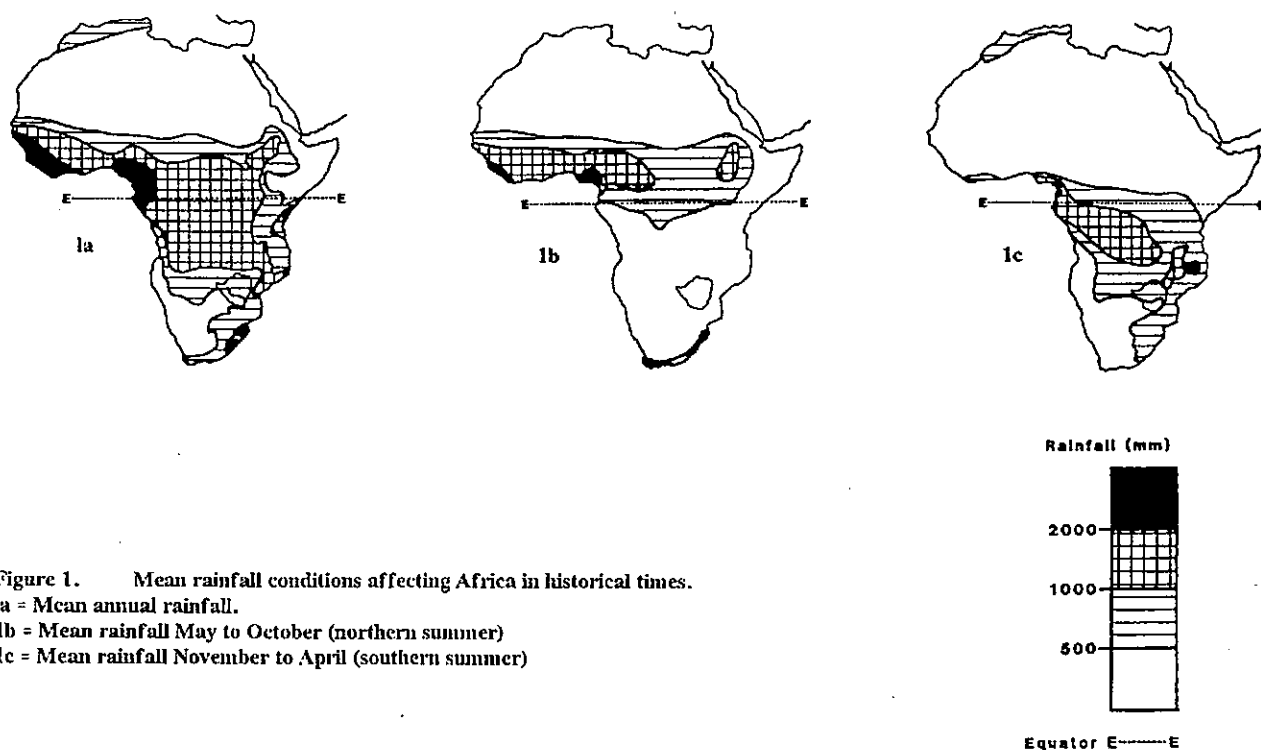 E E
1a
E E
1b
E
1c
Rainfall (mm)
2000
1000
500
Equator E E
Figure 1. Mean rainfall conditions affecting Africa in historical times.
1a = Mean annual rainfall.
1b = Mean rainfall May to October (northern summer)
1c = Mean rainfall November to April (southern summer)